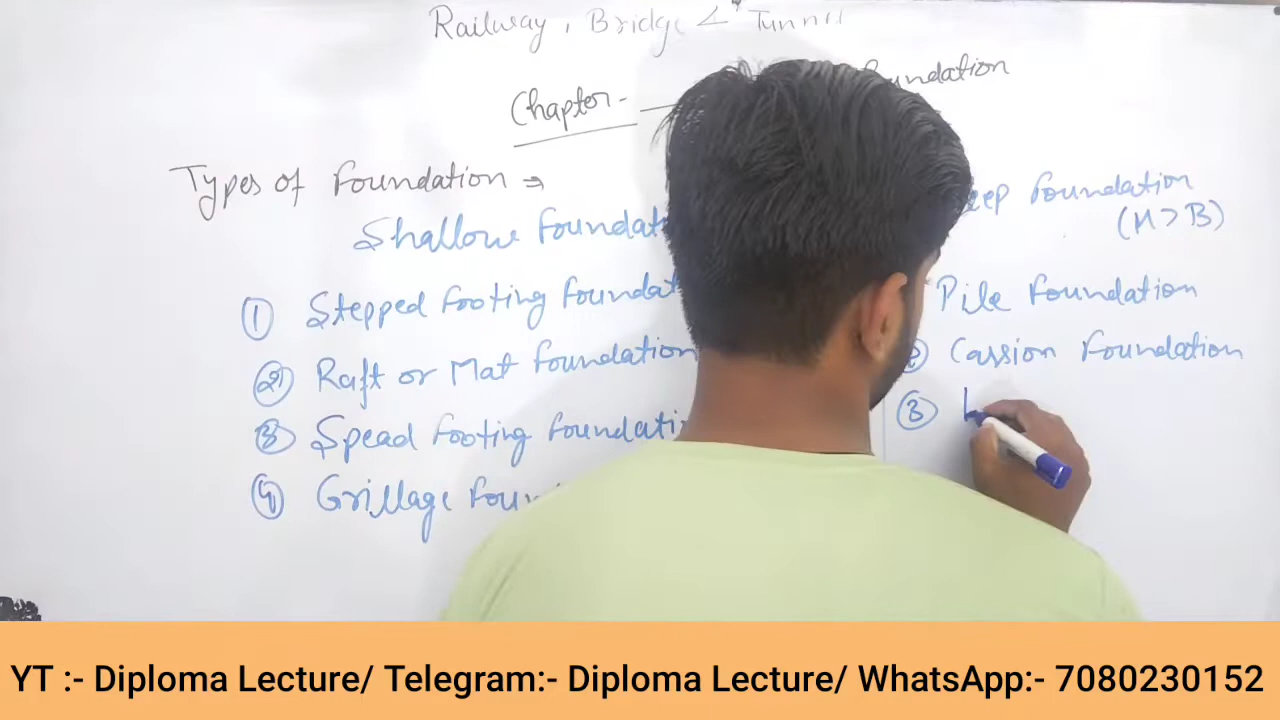 Railway, Bridge & Tunnel
Chapter - Foundation
Types of Foundation ⇒
Shallow Foundat
eep Foundation
(H > B)
① Stepped Footing Foundat
② Raft or Mat Foundation
③ Spead Footing Foundati
④ Grillage Foun
Pile Foundation
② Cassion Foundation
③
YT :- Diploma Lecture/ Telegram:- Diploma Lecture/ WhatsApp:- 7080230152